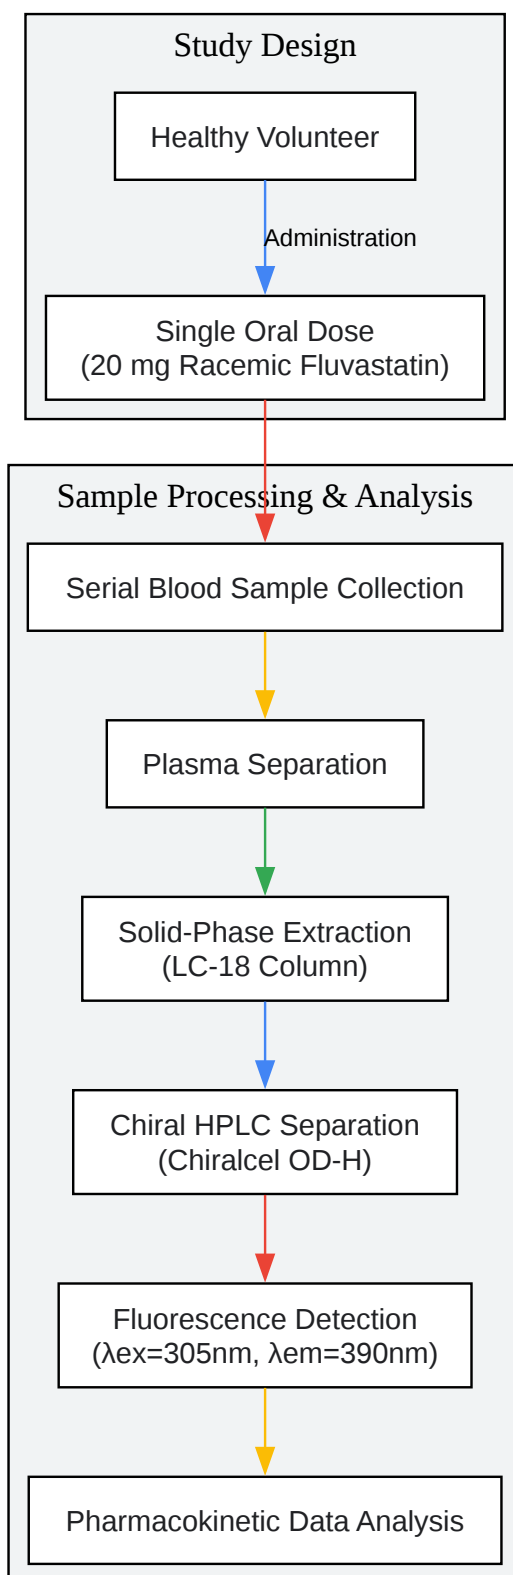 Study Design
Healthy Volunteer
Administration
Single Oral Dose
(20 mg Racemic Fluvastatin)
Sample Processing & Analysis
Serial Blood Sample Collection
Plasma Separation
Solid-Phase Extraction
(LC-18 Column)
Chiral HPLC Separation
(Chiralcel OD-H)
Fluorescence Detection
(λex=305nm, λem=390nm)
Pharmacokinetic Data Analysis